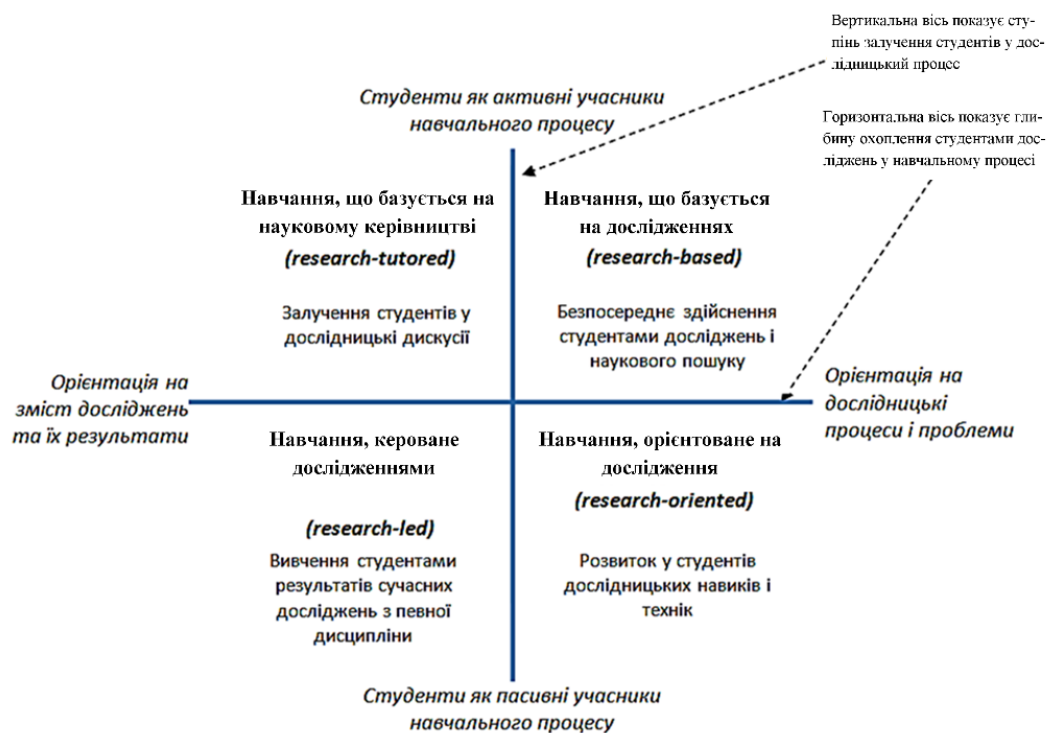 Вертикальна вісь показує сту-
пінь залучення студентів у дос-
лідницький процес
Студенти як активні учасники
навчального процесу
Горизонтальна вісь показує гли-
бину охоплення студентами дос-
ліджень у навчальному процесі
Навчання, що базується на
науковому керівництві
(research-tutored)
Залучення студентів у
дослідницькі дискусії
Навчання, що базується
на дослідженнях
(research-based)
Безпосереднє здійснення
студентами досліджень і
наукового пошуку
Орієнтація на
зміст досліджень
та їх результати
Орієнтація на
дослідницькі
процеси і проблеми
Навчання, кероване
дослідженнями
(research-led)
Вивчення студентами
результатів сучасних
досліджень з певної
дисципліни
Навчання, орієнтоване на
дослідження
(research-oriented)
Розвиток у студентів
дослідницьких навиків і
технік
Студенти як пасивні учасники
навчального процесу